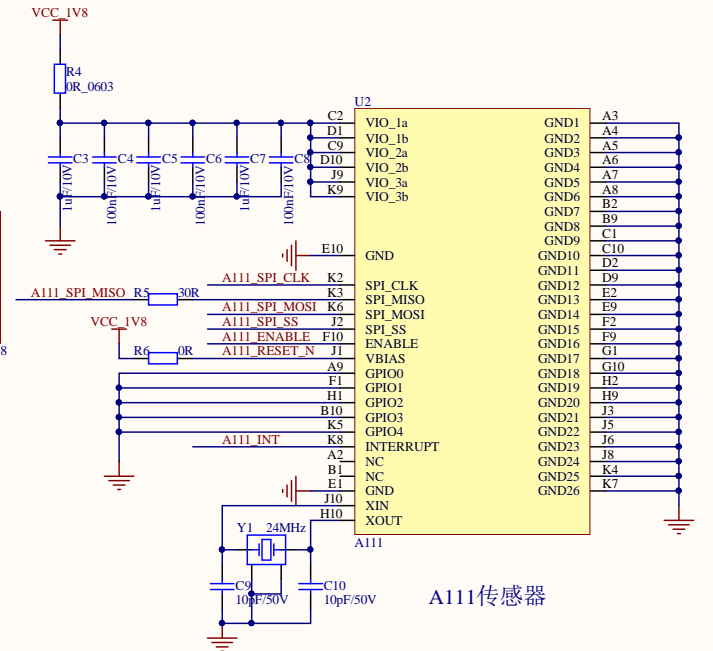 VCC_1V8
R4
0R_0603
C3
1uF/10V
C4
100nF/10V
C5
1uF/10V
C6
100nF/10V
C7
1uF/10V
C8
100nF/10V
U2
C2 VIO_1a GND1 A3
D1 VIO_1b GND2 A4
C9 VIO_2a GND3 A5
D10 VIO_2b GND4 A6
J9 VIO_3a GND5 A7
K9 VIO_3b GND6 A8
GND7 B2
GND8 B9
GND9 C1
E10 GND GND10 C10
GND11 D2
A111_SPI_CLK K2 SPI_CLK GND12 D9
A111_SPI_MISO R5 30R K3 SPI_MISO GND13 E2
A111_SPI_MOSI K6 SPI_MOSI GND14 E9
VCC_1V8
A111_SPI_SS J2 SPI_SS GND15 F2
A111_ENABLE F10 ENABLE GND16 F9
8
R6 0R A111_RESET_N J1 VBIAS GND17 G1
A9 GPIO0 GND18 G10
F1 GPIO1 GND19 H2
H1 GPIO2 GND20 H9
B10 GPIO3 GND21 J3
K5 GPIO4 GND22 J5
A111_INT K8 INTERRUPT GND23 J6
A2 NC GND24 J8
B1 NC GND25 K4
E1 GND GND26 K7
J10 XIN
H10 XOUT
Y1 24MHz
A111
C9
10pF/50V
C10
10pF/50V
A111传感器